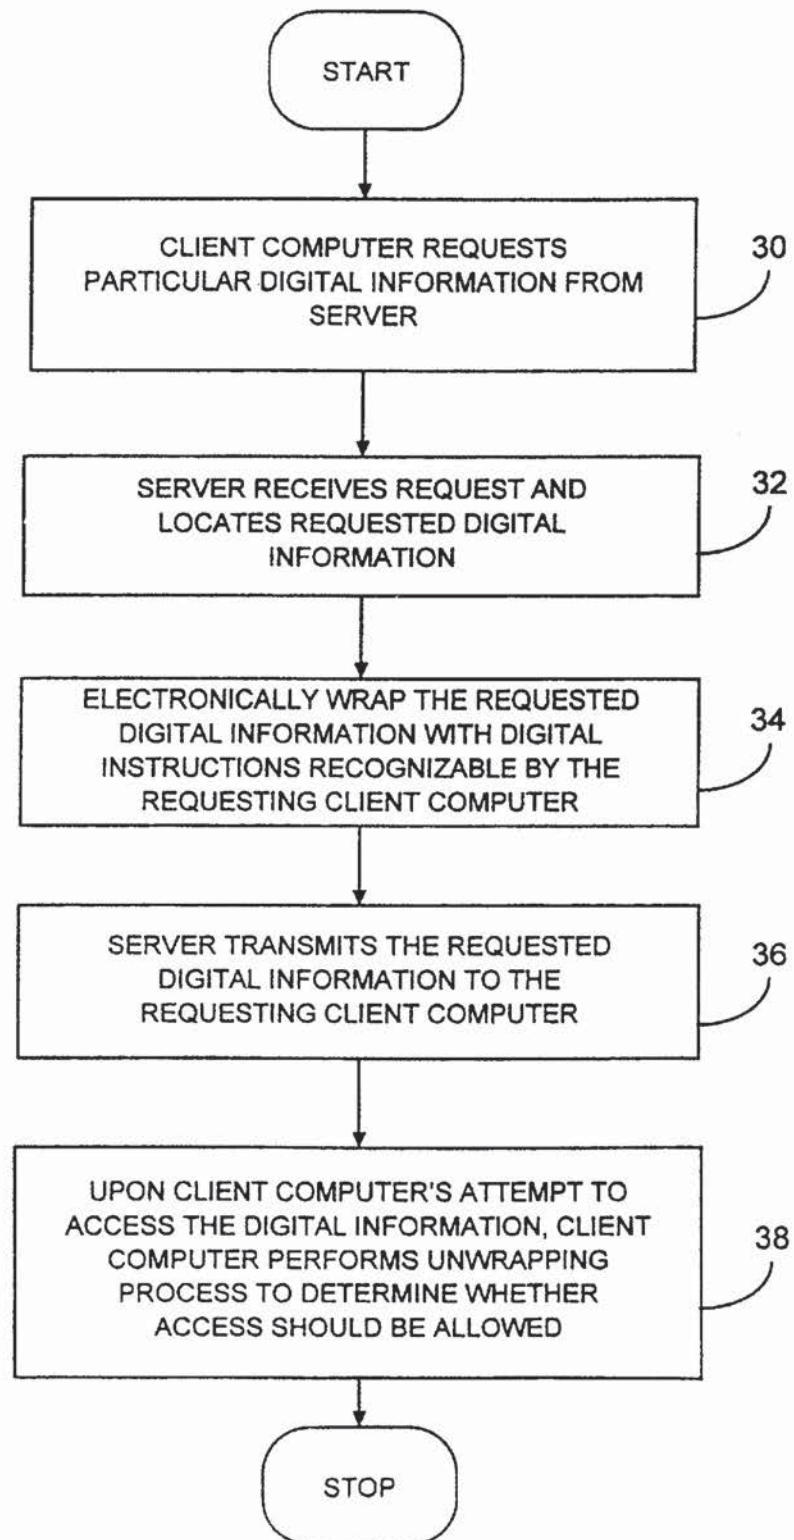 START
CLIENT COMPUTER REQUESTS
PARTICULAR DIGITAL INFORMATION FROM
SERVER
30
SERVER RECEIVES REQUEST AND
LOCATES REQUESTED DIGITAL
INFORMATION
32
ELECTRONICALLY WRAP THE REQUESTED
DIGITAL INFORMATION WITH DIGITAL
INSTRUCTIONS RECOGNIZABLE BY THE
REQUESTING CLIENT COMPUTER
34
SERVER TRANSMITS THE REQUESTED
DIGITAL INFORMATION TO THE
REQUESTING CLIENT COMPUTER
36
UPON CLIENT COMPUTER'S ATTEMPT TO
ACCESS THE DIGITAL INFORMATION, CLIENT
COMPUTER PERFORMS UNWRAPPING
PROCESS TO DETERMINE WHETHER
ACCESS SHOULD BE ALLOWED
38
STOP